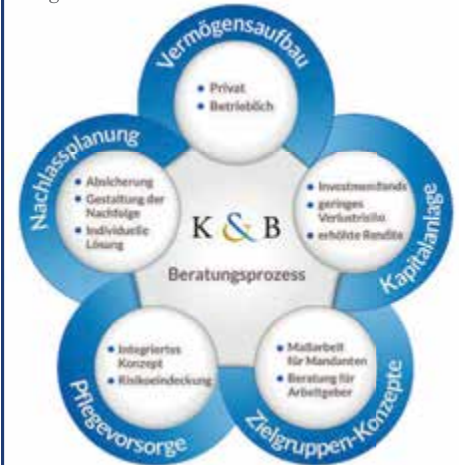 Vermögensaufbau
• Privat
• Betrieblich
Kapitalanlage
• Investmentfonds
• geringes
Verlustrisiko
• erhöhte Rendite
Zielgruppen-Konzepte
• Maßarbeit
für Mandanten
• Beratung für
Arbeitgeber
Pflegevorsorge
• Integriertes
Konzept
• Risikoeindeckung
Nachlassplanung
• Absicherung
• Gestaltung der
Nachfolge
• Individuelle
Lösung
K & B
Beratungsprozess